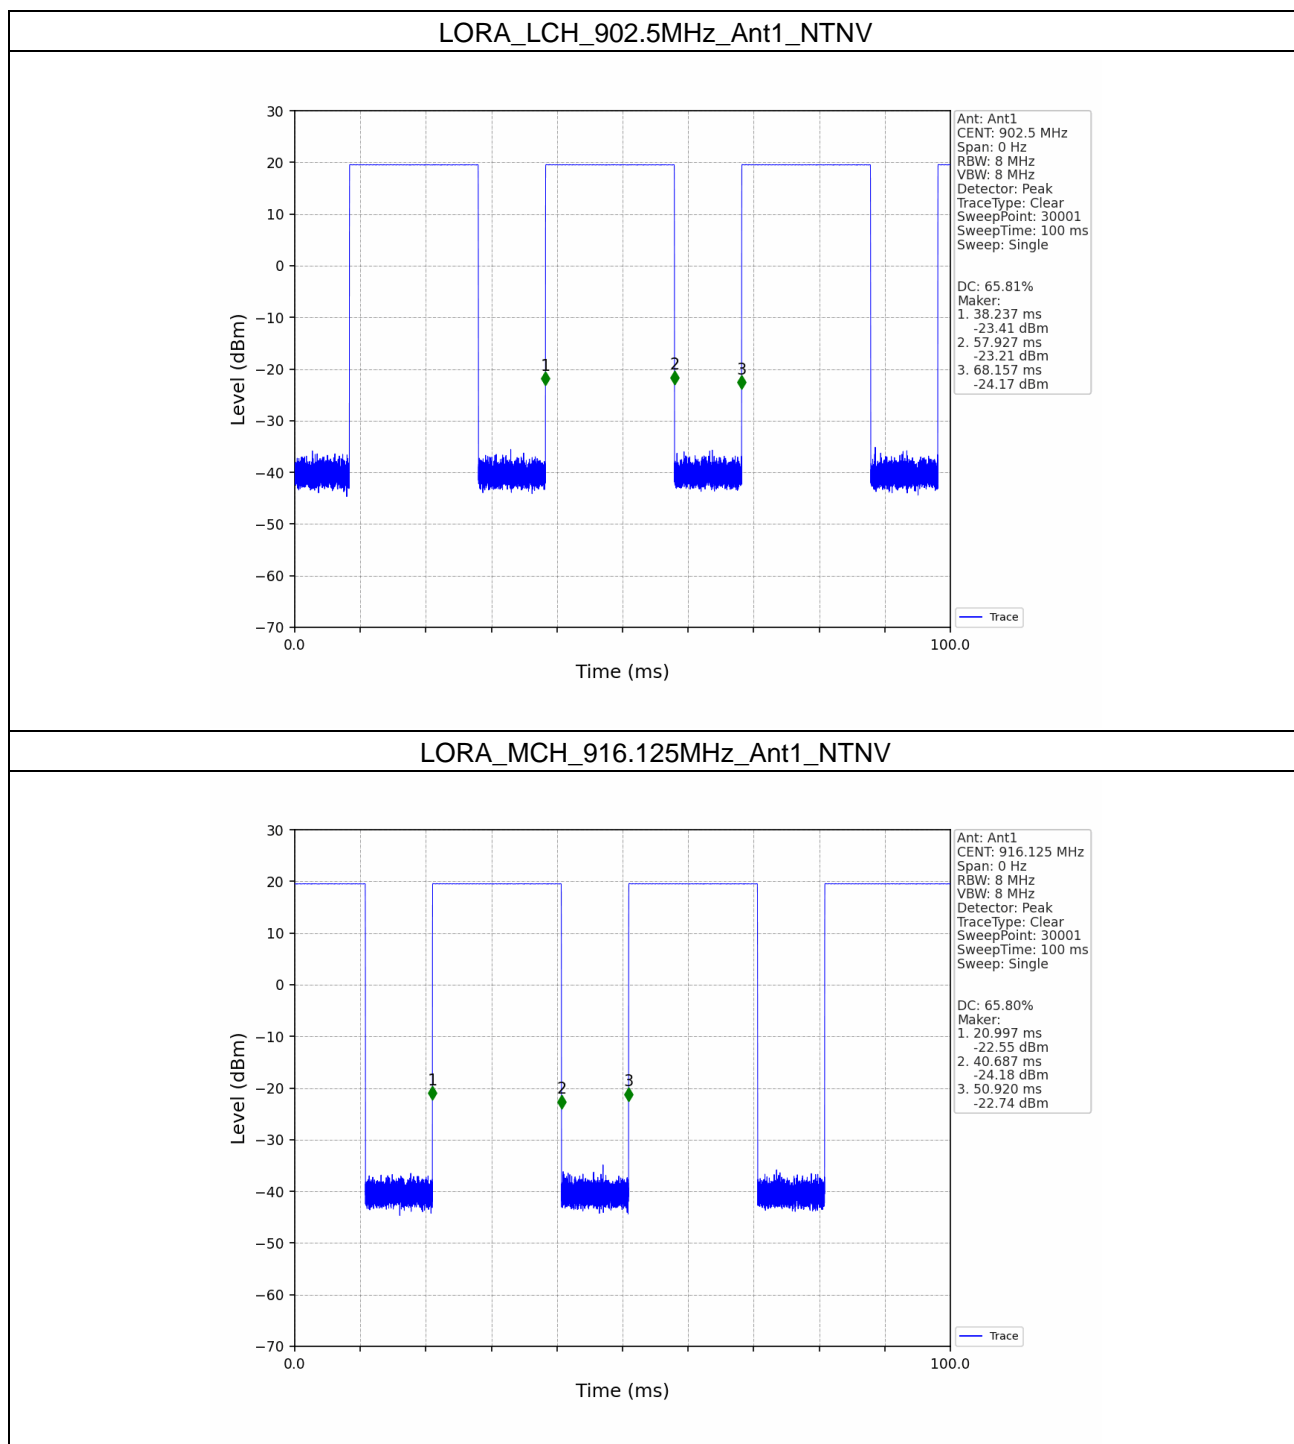 LORA_LCH_902.5MHz_Ant1_NTNV
30
20
10
0
−10
−20
−30
−40
−50
−60
−70
Level (dBm)
1
2
3
0.0
100.0
Time (ms)
Ant: Ant1
CENT: 902.5 MHz
Span: 0 Hz
RBW: 8 MHz
VBW: 8 MHz
Detector: Peak
TraceType: Clear
SweepPoint: 30001
SweepTime: 100 ms
Sweep: Single
DC: 65.81%
Maker:
1. 38.237 ms
-23.41 dBm
2. 57.927 ms
-23.21 dBm
3. 68.157 ms
-24.17 dBm
Trace
LORA_MCH_916.125MHz_Ant1_NTNV
30
20
10
0
−10
−20
−30
−40
−50
−60
−70
Level (dBm)
1
2
3
0.0
100.0
Time (ms)
Ant: Ant1
CENT: 916.125 MHz
Span: 0 Hz
RBW: 8 MHz
VBW: 8 MHz
Detector: Peak
TraceType: Clear
SweepPoint: 30001
SweepTime: 100 ms
Sweep: Single
DC: 65.80%
Maker:
1. 20.997 ms
-22.55 dBm
2. 40.687 ms
-24.18 dBm
3. 50.920 ms
-22.74 dBm
Trace